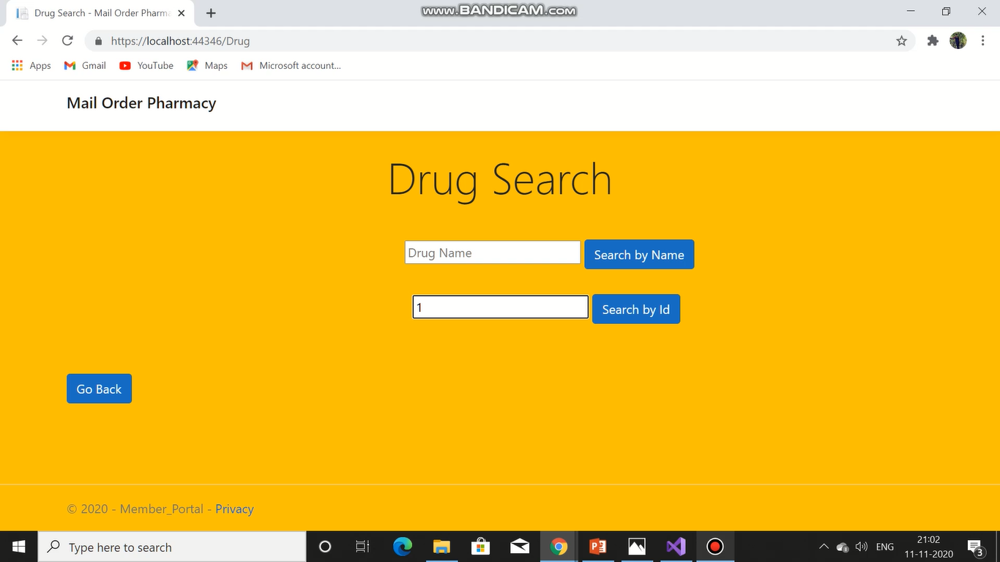 Drug Search - Mail Order Pharma
www.BANDICAM.com
https://localhost:44346/Drug
Apps Gmail YouTube Maps Microsoft account...
Mail Order Pharmacy
Drug Search
Drug Name Search by Name
1 Search by Id
Go Back
© 2020 - Member_Portal - Privacy
Type here to search
ENG
21:02
11-11-2020
3